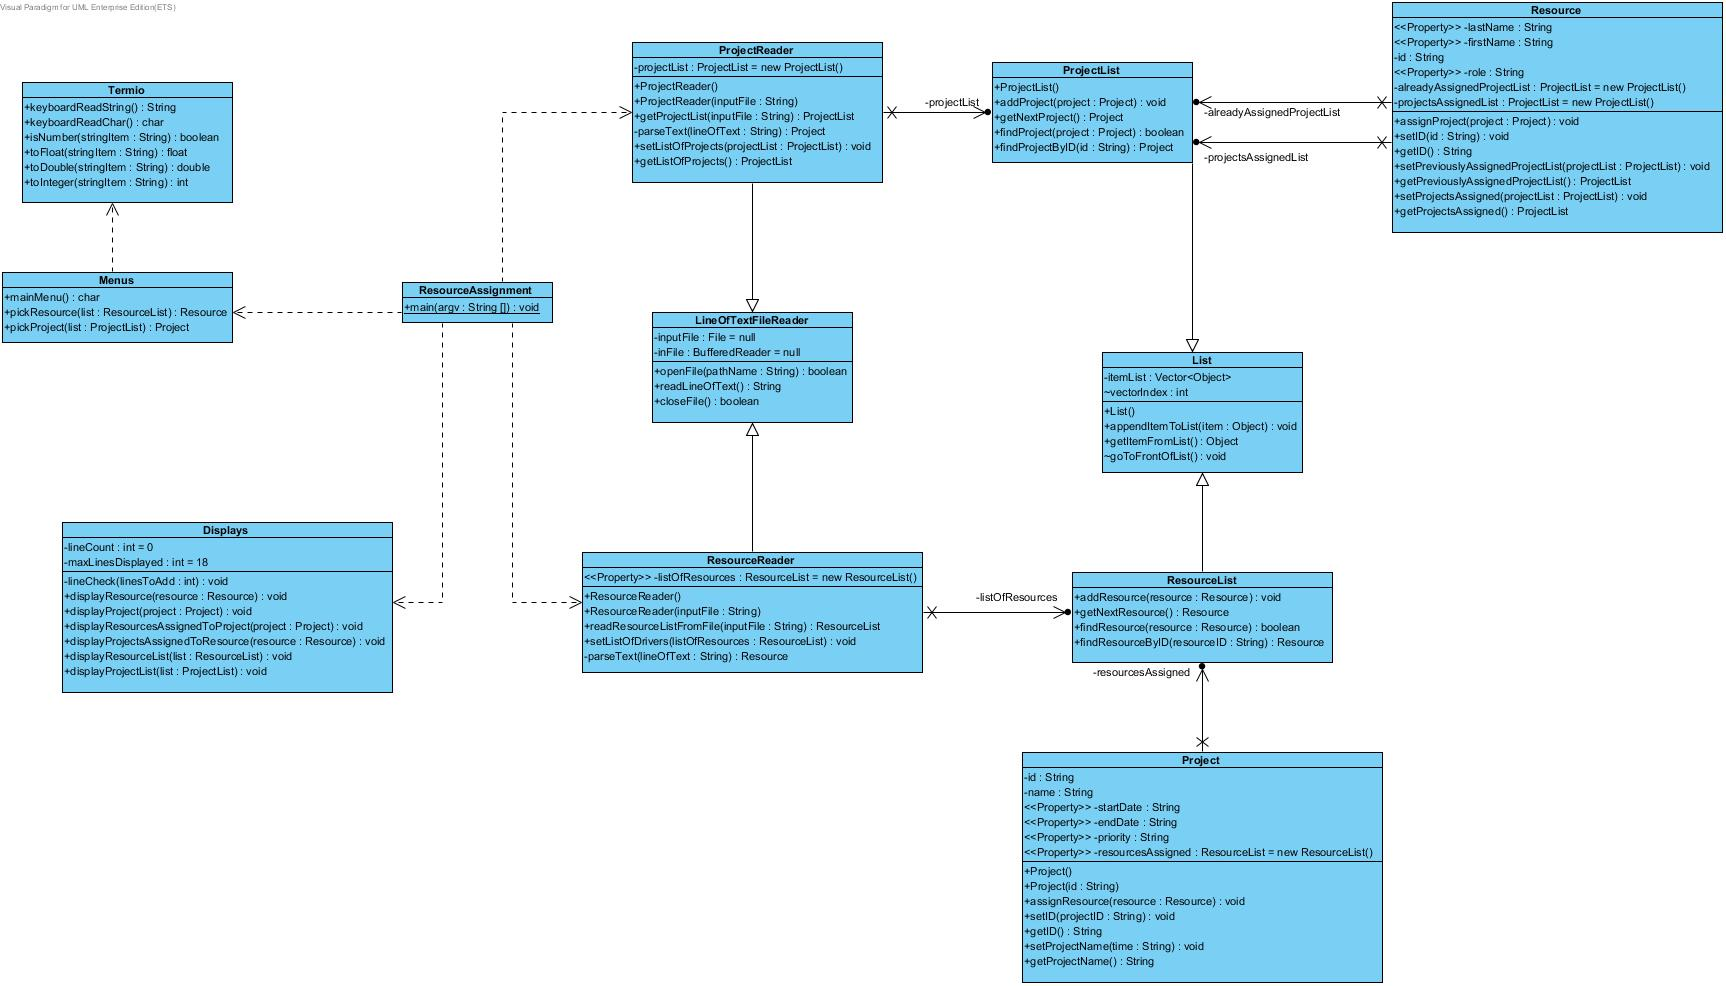 Visual Paradigm for UML Enterprise Edition(ETS)
Resource
<<Property>> -lastName : String
<<Property>> -firstName : String
-id : String
<<Property>> -role : String
-alreadyAssignedProjectList : ProjectList = new ProjectList()
-projectsAssignedList : ProjectList = new ProjectList()
+assignProject(project : Project) : void
+setID(id : String) : void
+getID() : String
+setPreviouslyAssignedProjectList(projectList : ProjectList) : void
+getPreviouslyAssignedProjectList() : ProjectList
+setProjectsAssigned(projectList : ProjectList) : void
+getProjectsAssigned() : ProjectList
ProjectReader
-projectList : ProjectList = new ProjectList()
+ProjectReader()
+ProjectReader(inputFile : String)
+getProjectList(inputFile : String) : ProjectList
-parseText(lineOfText : String) : Project
+setListOfProjects(projectList : ProjectList) : void
+getListOfProjects() : ProjectList
-projectList
ProjectList
+ProjectList()
+addProject(project : Project) : void
+getNextProject() : Project
+findProject(project : Project) : boolean
+findProjectByID(id : String) : Project
-alreadyAssignedProjectList
-projectsAssignedList
Termio
+keyboardReadString() : String
+keyboardReadChar() : char
+isNumber(stringItem : String) : boolean
+toFloat(stringItem : String) : float
+toDouble(stringItem : String) : double
+toInteger(stringItem : String) : int
Menus
+mainMenu() : char
+pickResource(list : ResourceList) : Resource
+pickProject(list : ProjectList) : Project
ResourceAssignment
+main(argv : String []) : void
LineOfTextFileReader
-inputFile : File = null
-inFile : BufferedReader = null
+openFile(pathName : String) : boolean
+readLineOfText() : String
+closeFile() : boolean
List
-itemList : Vector<Object>
~vectorIndex : int
+List()
+appendItemToList(item : Object) : void
+getItemFromList() : Object
~goToFrontOfList() : void
Displays
-lineCount : int = 0
-maxLinesDisplayed : int = 18
-lineCheck(linesToAdd : int) : void
+displayResource(resource : Resource) : void
+displayProject(project : Project) : void
+displayResourcesAssignedToProject(project : Project) : void
+displayProjectsAssignedToResource(resource : Resource) : void
+displayResourceList(list : ResourceList) : void
+displayProjectList(list : ProjectList) : void
ResourceReader
<<Property>> -listOfResources : ResourceList = new ResourceList()
+ResourceReader()
+ResourceReader(inputFile : String)
+readResourceListFromFile(inputFile : String) : ResourceList
+setListOfDrivers(listOfResources : ResourceList) : void
-parseText(lineOfText : String) : Resource
-listOfResources
ResourceList
+addResource(resource : Resource) : void
+getNextResource() : Resource
+findResource(resource : Resource) : boolean
+findResourceByID(resourceID : String) : Resource
-resourcesAssigned
Project
-id : String
-name : String
<<Property>> -startDate : String
<<Property>> -endDate : String
<<Property>> -priority : String
<<Property>> -resourcesAssigned : ResourceList = new ResourceList()
+Project()
+Project(id : String)
+assignResource(resource : Resource) : void
+setID(projectID : String) : void
+getID() : String
+setProjectName(time : String) : void
+getProjectName() : String